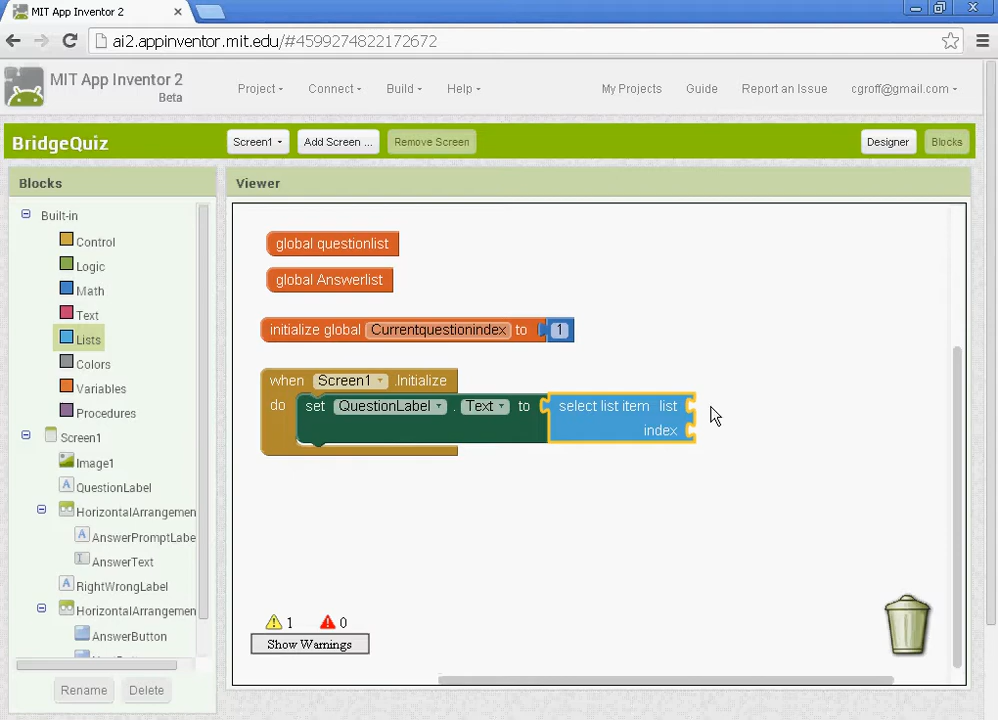 MIT App Inventor 2
ai2.appinventor.mit.edu/#4599274822172672
MIT App Inventor 2
Beta
Project
Connect
Build
Help
My Projects
Guide
Report an Issue
cgroff@gmail.com
BridgeQuiz
Screen1
Add Screen ...
Remove Screen
Designer
Blocks
Blocks
Viewer
Built-in
Control
Logic
Math
Text
Lists
Colors
Variables
Procedures
Screen1
Image1
QuestionLabel
HorizontalArrangemen
AnswerPromptLabe
AnswerText
RightWrongLabel
HorizontalArrangemen
AnswerButton
Rename
Delete
global questionlist
global Answerlist
initialize global Currentquestionindex to 1
when Screen1 .Initialize
do set QuestionLabel . Text to select list item list
index
1 0
Show Warnings